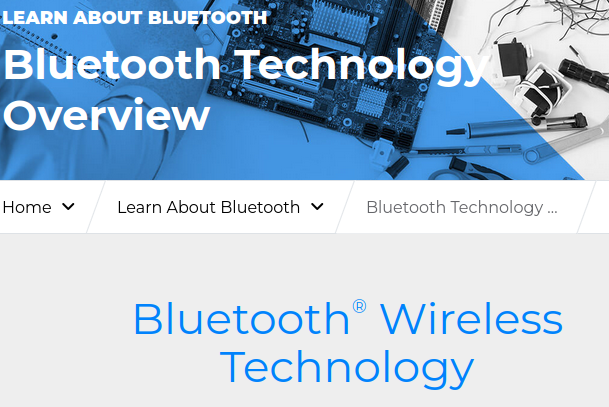 LEARN ABOUT BLUETOOTH
Bluetooth Technology
Overview
Home
Learn About Bluetooth
Bluetooth Technology ...
Bluetooth® Wireless
Technology